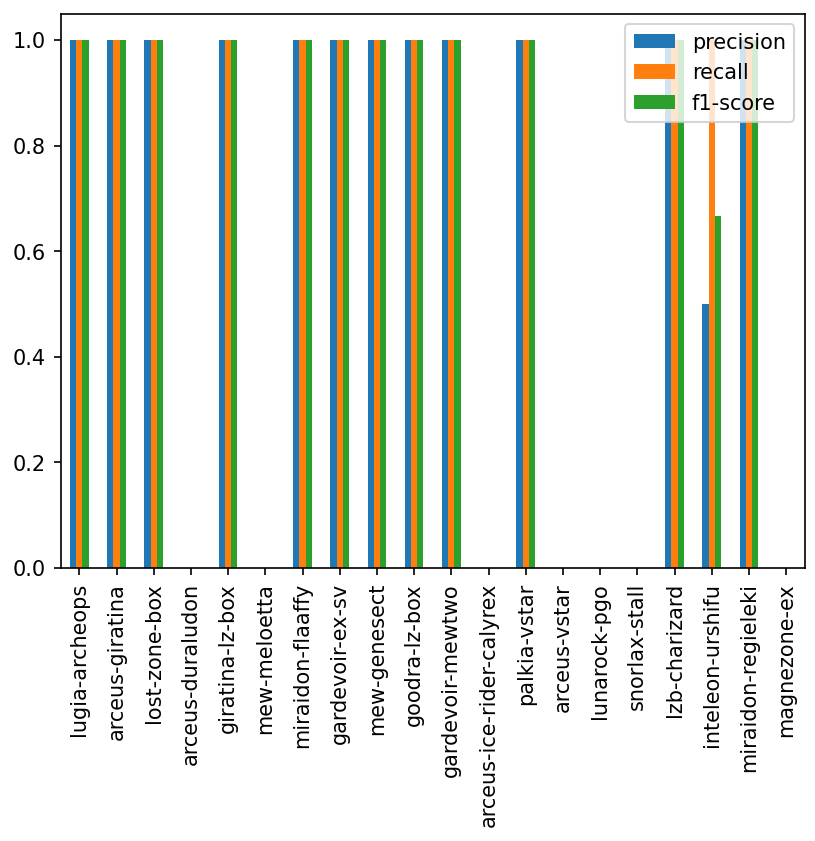 precision
recall
f1-score
1.0
0.8
0.6
0.4
0.2
0.0
lugia-archeops
arceus-giratina
lost-zone-box
arceus-duraludon
giratina-lz-box
mew-meloetta
miraidon-flaaffy
gardevoir-ex-sv
mew-genesect
goodra-lz-box
gardevoir-mewtwo
arceus-ice-rider-calyrex
palkia-vstar
arceus-vstar
lunarock-pgo
snorlax-stall
lzb-charizard
inteleon-urshifu
miraidon-regieleki
magnezone-ex